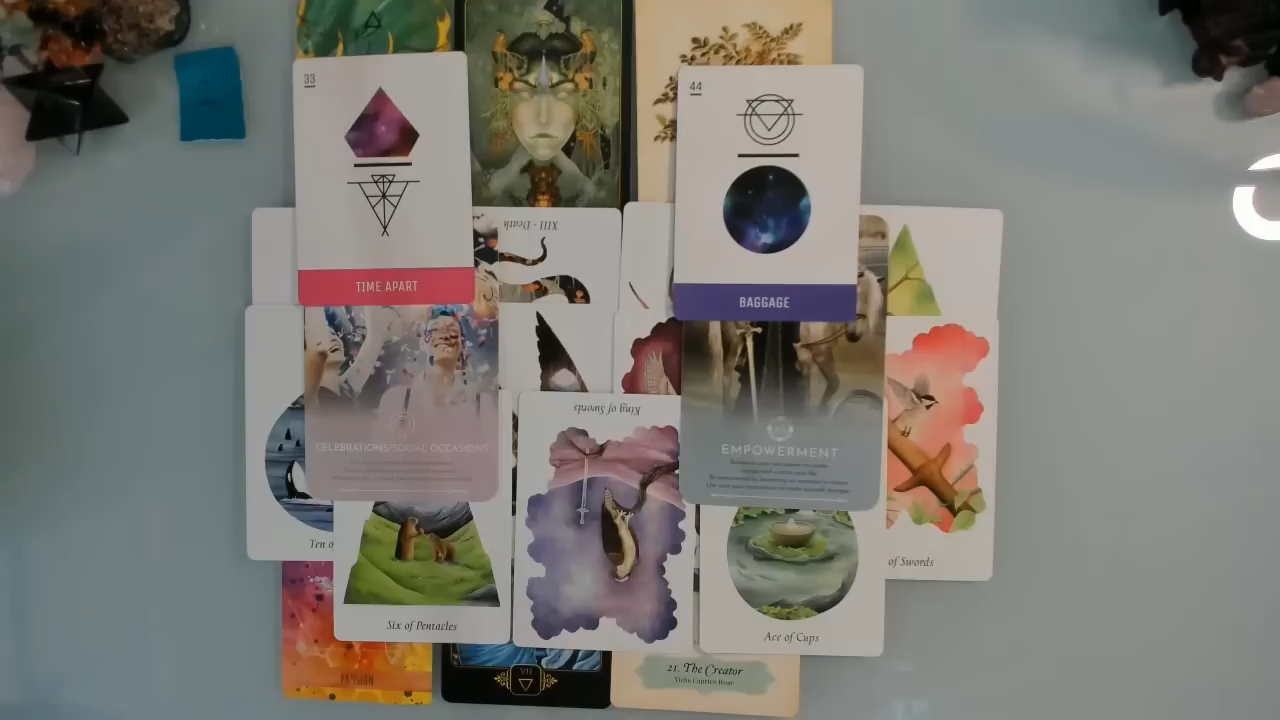 33
44
TIME APART
XIII - Death
BAGGAGE
CELEBRATIONS/SOCIAL OCCASIONS
King of Swords
EMPOWERMENT
Ten o
of Swords
Six of Pentacles
Ace of Cups
PASSION
VII
21. The Creator